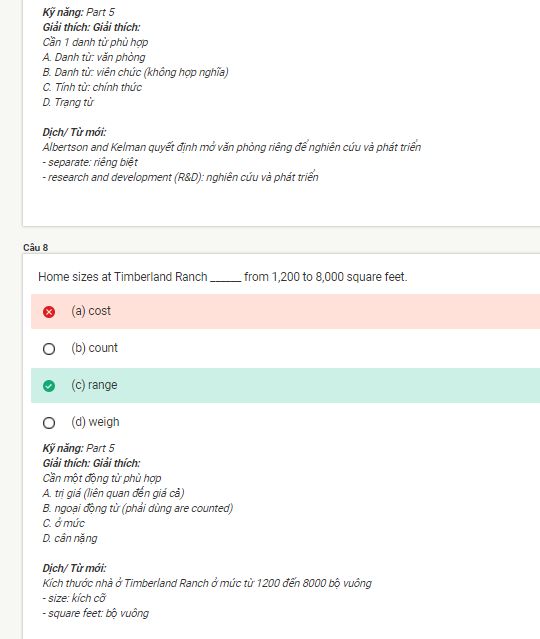 Kỹ năng: Part 5
Giải thích: Giải thích:
Cần 1 danh từ phù hợp
A. Danh từ: văn phòng
B. Danh từ: viên chức (không hợp nghĩa)
C. Tính từ: chính thức
D. Trạng từ
Dịch/ Từ mới:
Albertson and Kelman quyết định mở văn phòng riêng để nghiên cứu và phát triển
- separate: riêng biệt
- research and development (R&D): nghiên cứu và phát triển
Câu 8
Home sizes at Timberland Ranch ______ from 1,200 to 8,000 square feet.
(a) cost
(b) count
(c) range
(d) weigh
Kỹ năng: Part 5
Giải thích: Giải thích:
Cần một động từ phù hợp
A. trị giá (liên quan đến giá cả)
B. ngoại động từ (phải dùng are counted)
C. ở mức
D. cân nặng
Dịch/ Từ mới:
Kích thước nhà ở Timberland Ranch ở mức từ 1200 đến 8000 bộ vuông
- size: kích cỡ
- square feet: bộ vuông